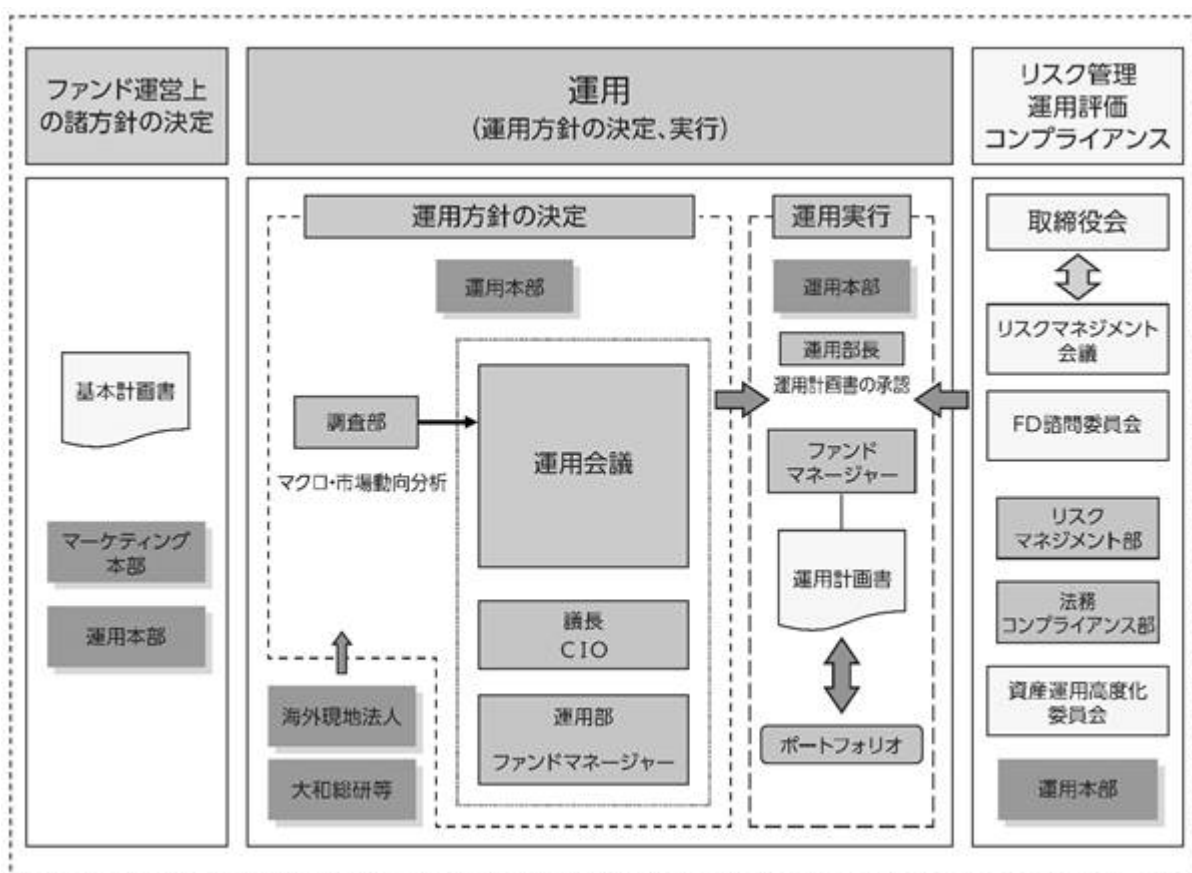 ファンド運営上
の諸方針の決定
運用
(運用方針の決定、実行)
リスク管理
運用評価
コンプライアンス
基本計画書
マーケティング
本部
運用本部
運用方針の決定
運用本部
調査部
マクロ・市場動向分析
運用会議
議長
CIO
運用部
ファンドマネージャー
海外現地法人
大和総研等
運用実行
運用本部
運用部長
運用計画書の承認
ファンド
マネージャー
運用計画書
ポートフォリオ
取締役会
リスクマネジメント
会議
FD諮問委員会
リスク
マネジメント部
法務
コンプライアンス部
資産運用高度化
委員会
運用本部